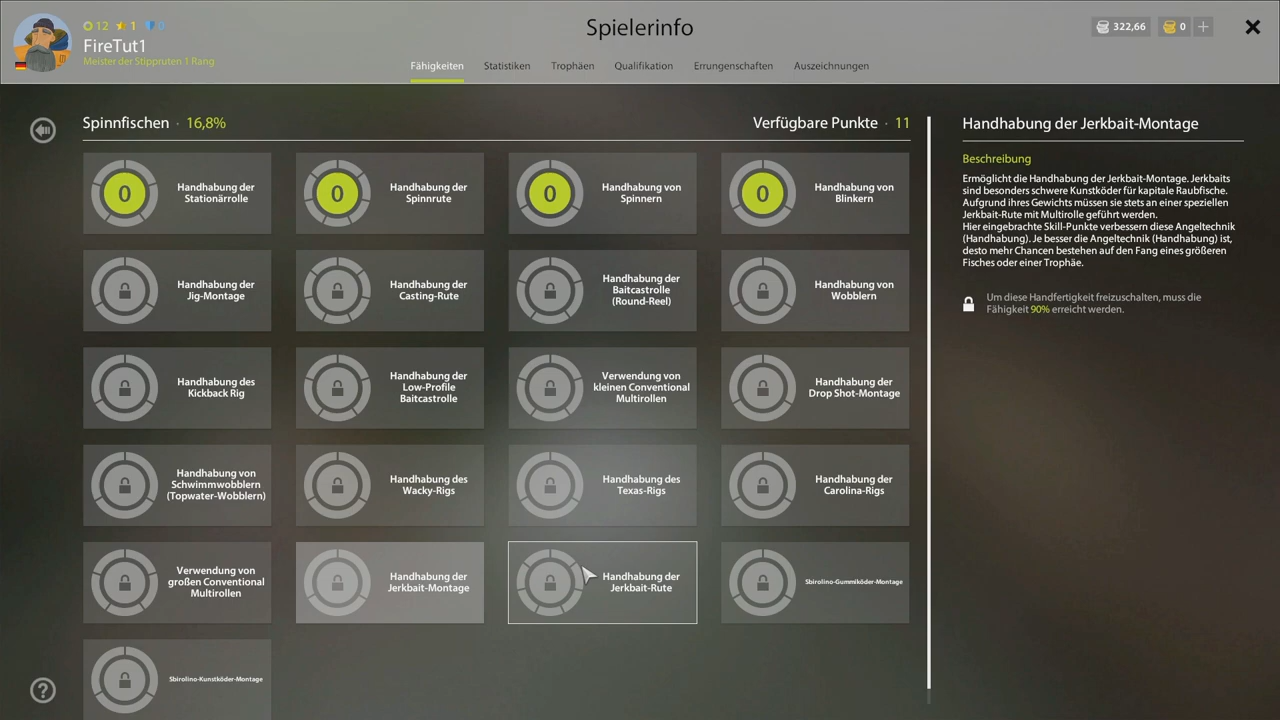 12 1 0
FireTut1
Meister der Stippruten 1 Rang
Spielerinfo
322,66
0
Fähigkeiten
Statistiken
Trophäen
Qualifikation
Errungenschaften
Auszeichnungen
Spinnfischen · 16,8%
Verfügbare Punkte · 11
0
Handhabung der
Stationärrolle
0
Handhabung der
Spinnrute
0
Handhabung von
Spinnern
0
Handhabung von
Blinkern
Handhabung der
Jig-Montage
Handhabung der
Casting-Rute
Handhabung der
Baitcastrolle
(Round-Reel)
Handhabung von
Wobblern
Handhabung des
Kickback Rig
Handhabung der
Low-Profile
Baitcastrolle
Verwendung von
kleinen Conventional
Multirollen
Handhabung der
Drop Shot-Montage
Handhabung von
Schwimmwobblern
(Topwater-Wobblern)
Handhabung des
Wacky-Rigs
Handhabung des
Texas-Rigs
Handhabung der
Carolina-Rigs
Verwendung von
großen Conventional
Multirollen
Handhabung der
Jerkbait-Montage
Handhabung der
Jerkbait-Rute
Sbirolino-Gummiköder-Montage
Sbirolino-Kunstköder-Montage
Handhabung der Jerkbait-Montage
Beschreibung
Ermöglicht die Handhabung der Jerkbait-Montage. Jerkbaits
sind besonders schwere Kunstköder für kapitale Raubfische.
Aufgrund ihres Gewichts müssen sie stets an einer speziellen
Jerkbait-Rute mit Multirolle geführt werden.
Hier eingebrachte Skill-Punkte verbessern diese Angeltechnik
(Handhabung). Je besser die Angeltechnik (Handhabung) ist,
desto mehr Chancen bestehen auf den Fang eines größeren
Fisches oder einer Trophäe.
Um diese Handfertigkeit freizuschalten, muss die
Fähigkeit 90% erreicht werden.
?